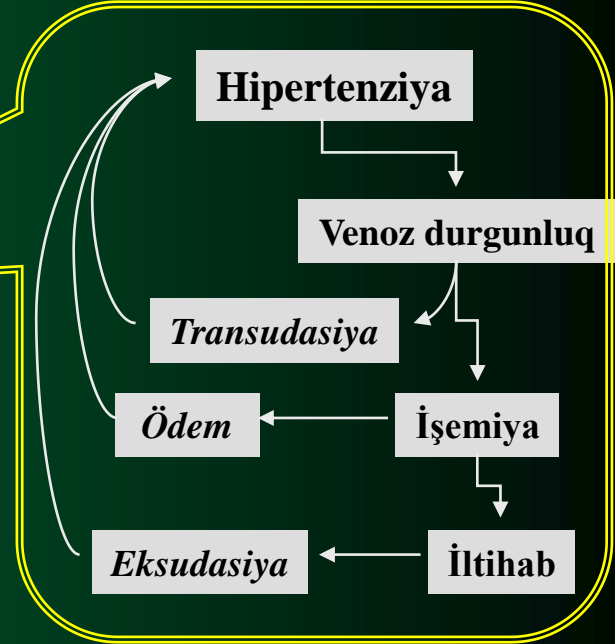 Hipertenziya
Venoz durgunluq
Transudasiya
Ödem
İşemiya
Eksudasiya
İltihab